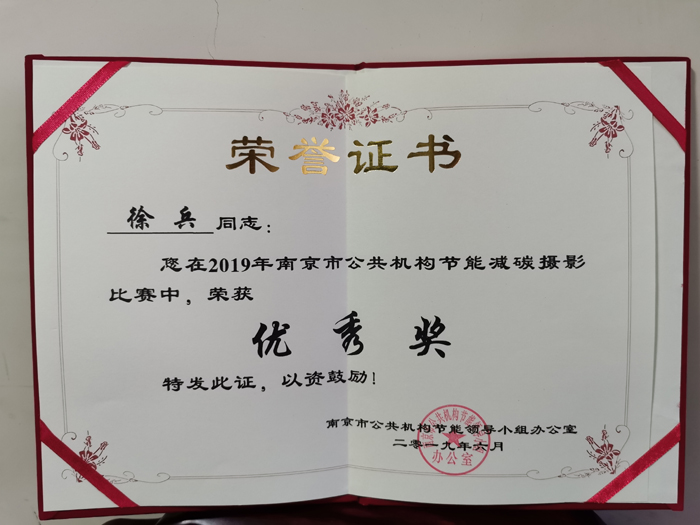 荣誉证书
徐兵同志：
您在2019年南京市公共机构节能减碳摄影
比赛中，荣获
优秀奖
特发此证，以资鼓励！
南京市公共机构节能领导小组办公室
二零一九年六月
办公室